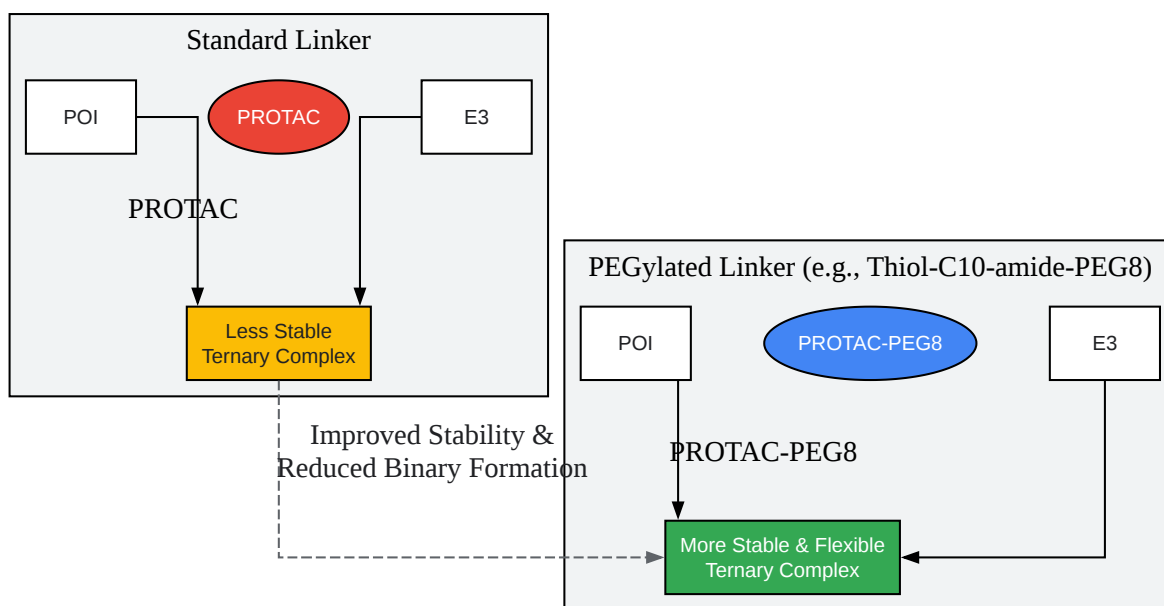 Standard Linker
POI
PROTAC
E3
PROTAC
Less Stable
Ternary Complex
Improved Stability &
Reduced Binary Formation
PEGylated Linker (e.g., Thiol-C10-amide-PEG8)
POI
PROTAC-PEG8
E3
PROTAC-PEG8
More Stable & Flexible
Ternary Complex